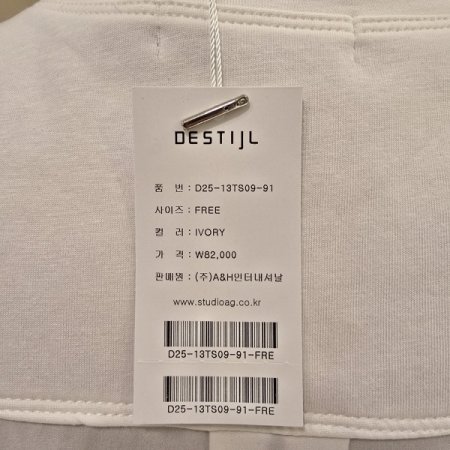 DESTIJL
품 번 : D25-13TS09-91
사이즈 : FREE
컬 러 : IVORY
가 격 : W82,000
판매원 : (주)A&H인터내셔날
www.studioag.co.kr
D25-13TS09-91-FRE
D25-13TS09-91-FRE